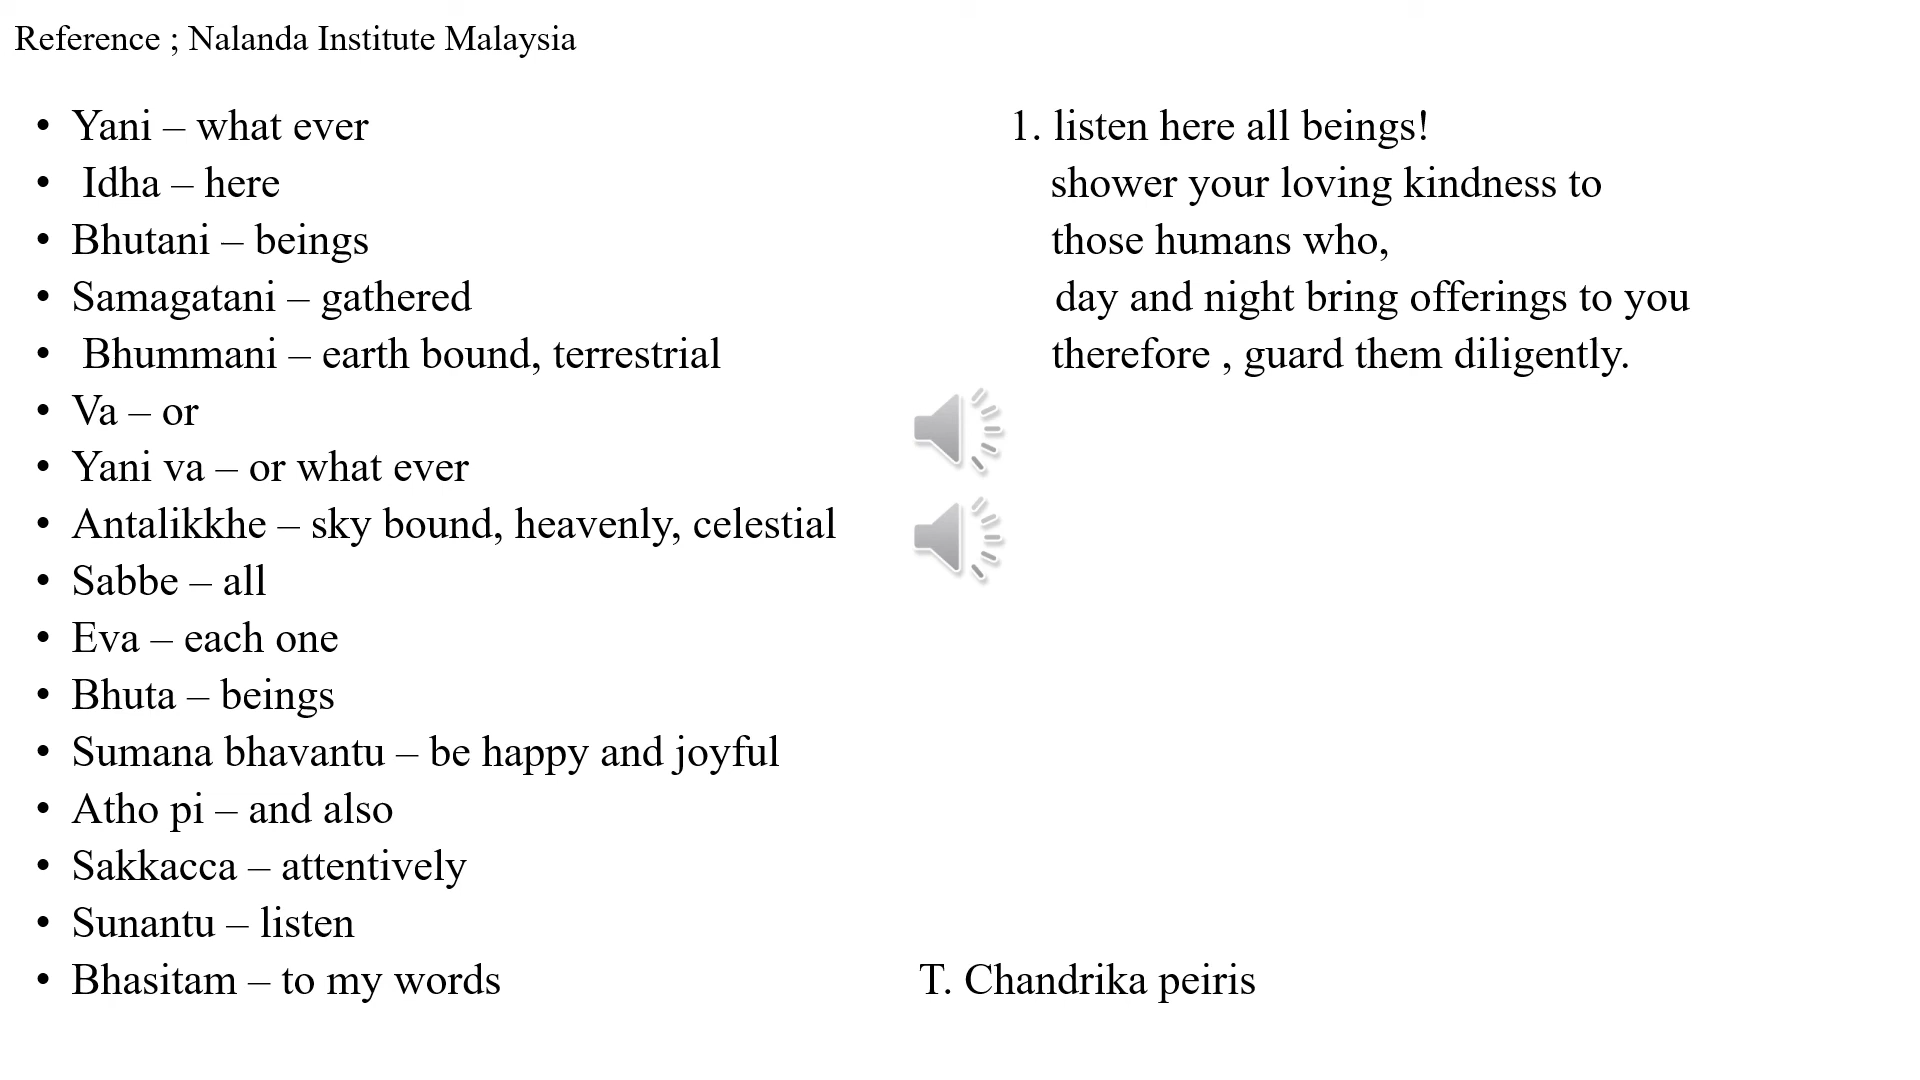 Reference ; Nalanda Institute Malaysia
• Yani – what ever
• Idha – here
• Bhutani – beings
• Samagatani – gathered
• Bhummani – earth bound, terrestrial
• Va – or
• Yani va – or what ever
• Antalikkhe – sky bound, heavenly, celestial
• Sabbe – all
• Eva – each one
• Bhuta – beings
• Sumana bhavantu – be happy and joyful
• Atho pi – and also
• Sakkacca – attentively
• Sunantu – listen
• Bhasitam – to my words
1. listen here all beings!
shower your loving kindness to
those humans who,
day and night bring offerings to you
therefore , guard them diligently.
T. Chandrika peiris